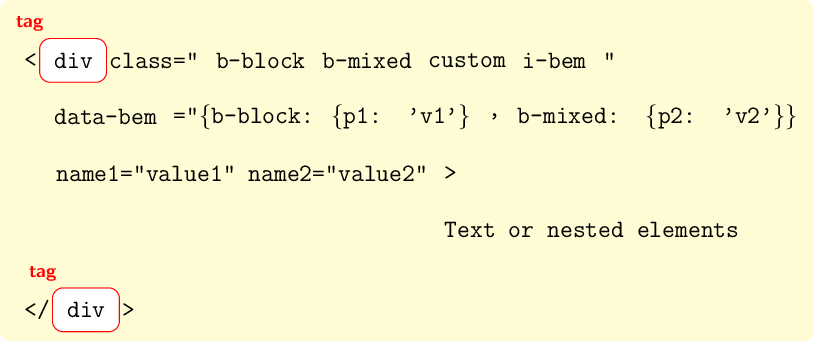 tag
< div class=" b-block b-mixed custom i-bem "
data-bem ="{b-block: {p1: 'v1'} , b-mixed: {p2: 'v2'}}
name1="value1" name2="value2" >
Text or nested elements
tag
</ div >